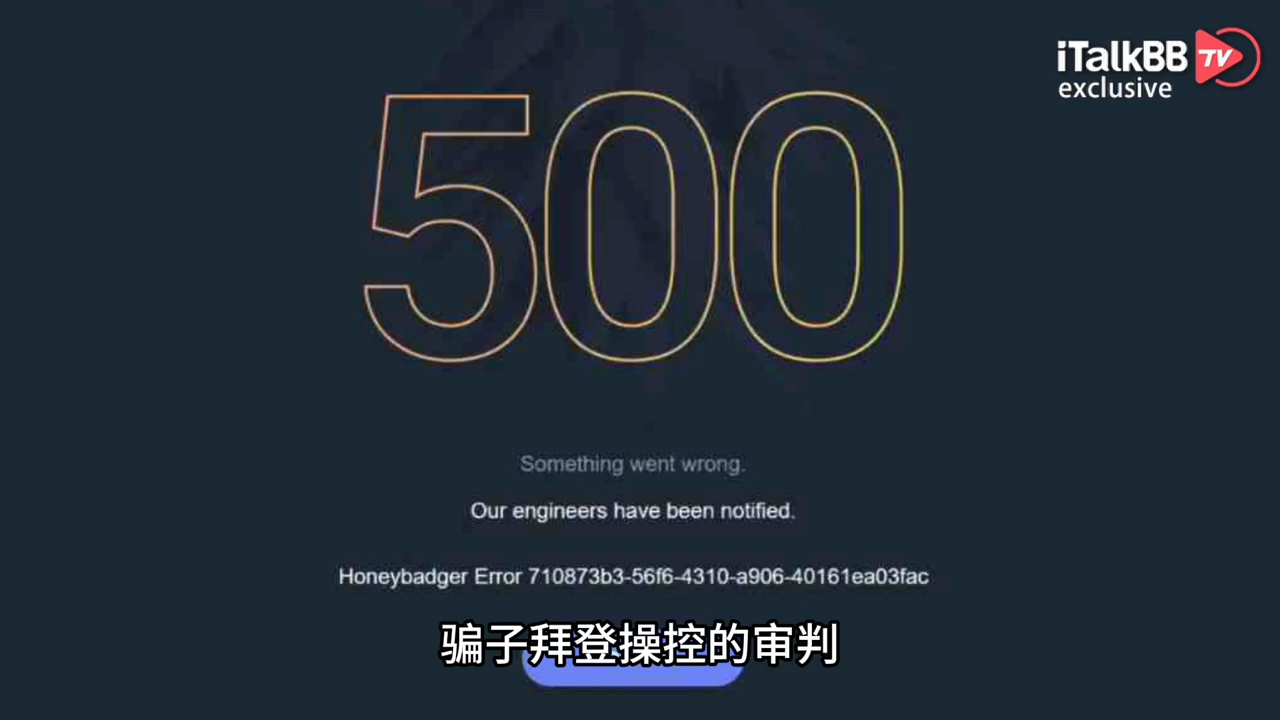 iTalkBB TV
exclusive
500
Something went wrong.
Our engineers have been notified.
Honeybadger Error 710873b3-56f6-4310-a906-40161ea03fac
骗子拜登操控的审判